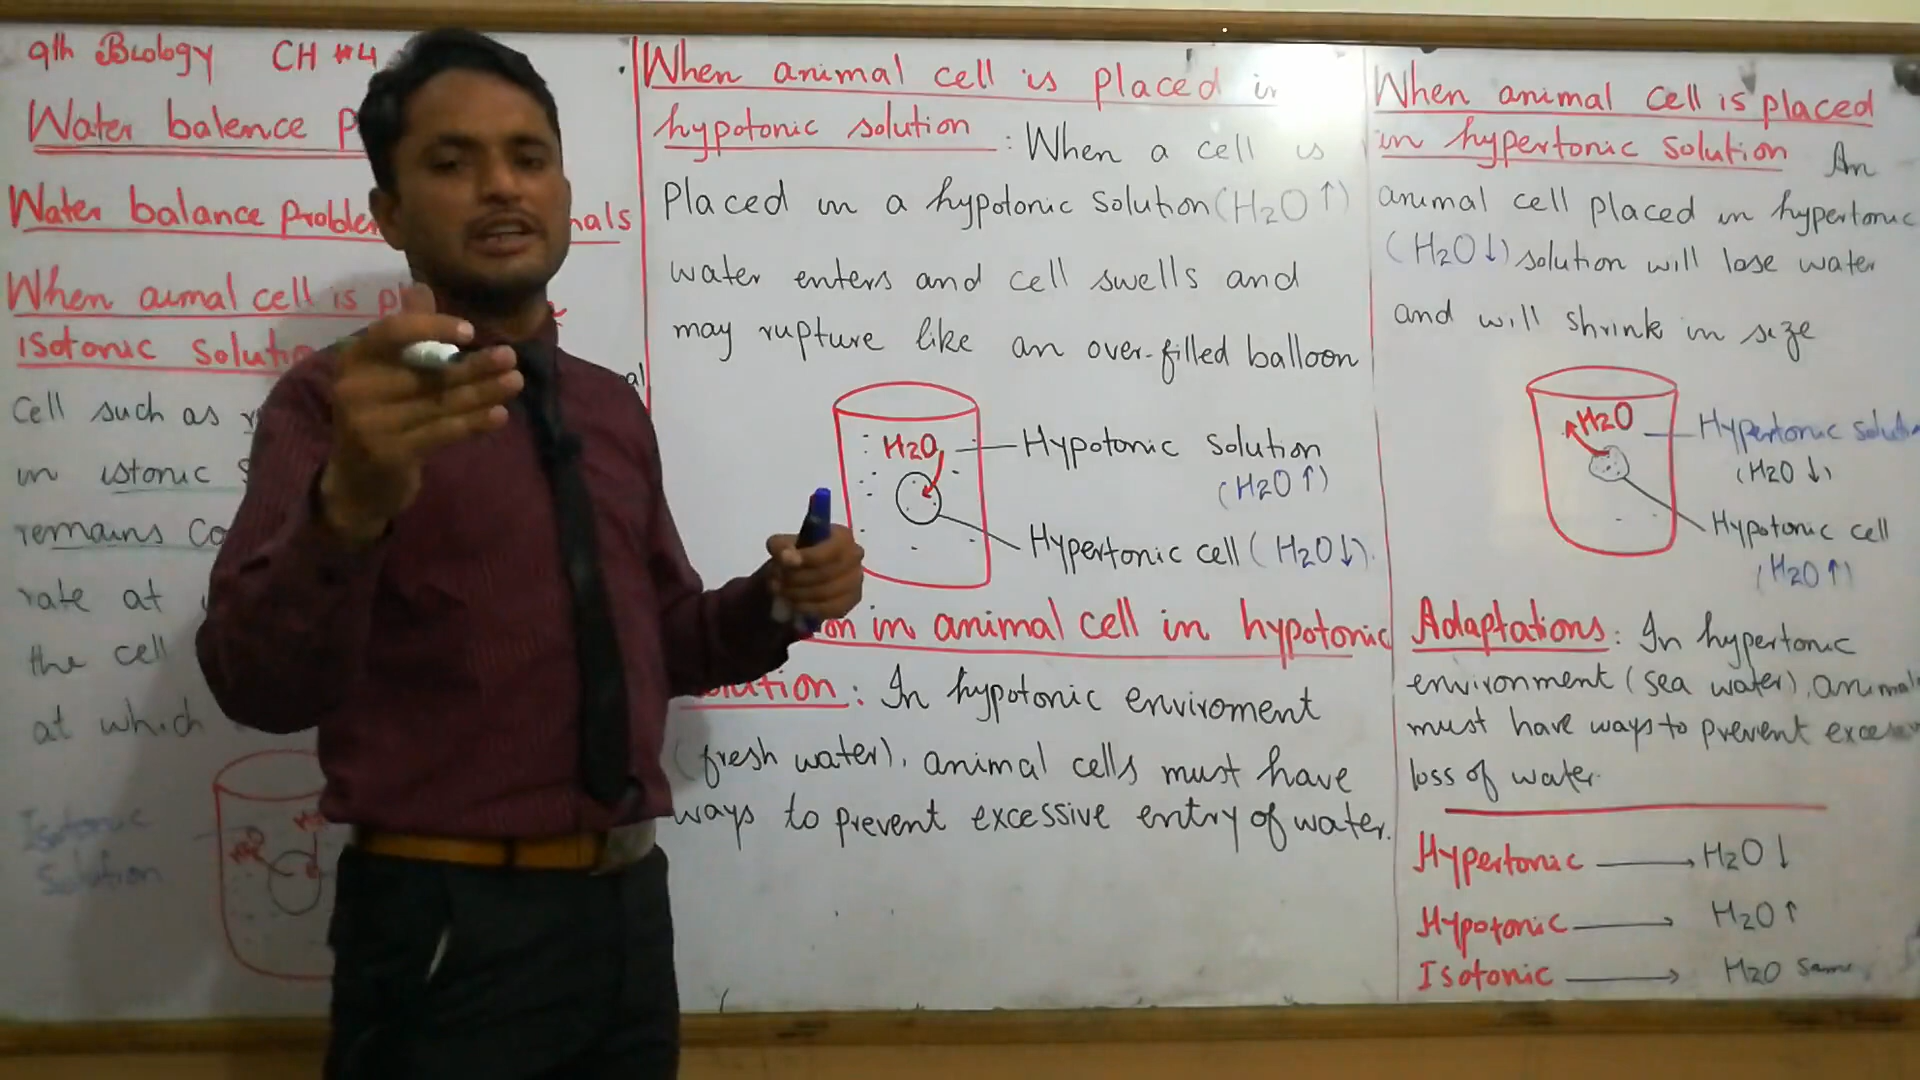 9th Biology CH #4
Water balence
Water balance
When aimal cell is
isotonic
cell such as
in istonic
remains
rate at
the cell
at which
Isotonic
Solution
When animal cell is placed in
hypotonic solution : When a cell is
Placed in a hypotonic solution (H2O ↑)
water enters and cell swells and
may rupture like an over-filled balloon
H2O
Hypotonic solution
(H2O ↑)
Hypertonic cell (H2O ↓).
in animal cell in hypotonic
: In hypotonic enviroment
(fresh water), animal cells must have
ways to prevent excessive entry of water.
When animal cell is placed
in hypertonic solution An
animal cell placed in hypertonic
(H2O ↓) solution will lose water
and will shrink in size
H2O
Hypertonic
(H2O ↓)
Hypotonic cell
(H2O ↑)
Adaptations: In hypertonic
environment (sea water), animal
must have ways to prevent
loss of water.
Hypertonic → H2O ↓
Hypotonic → H2O ↑
Isotonic → H2O same